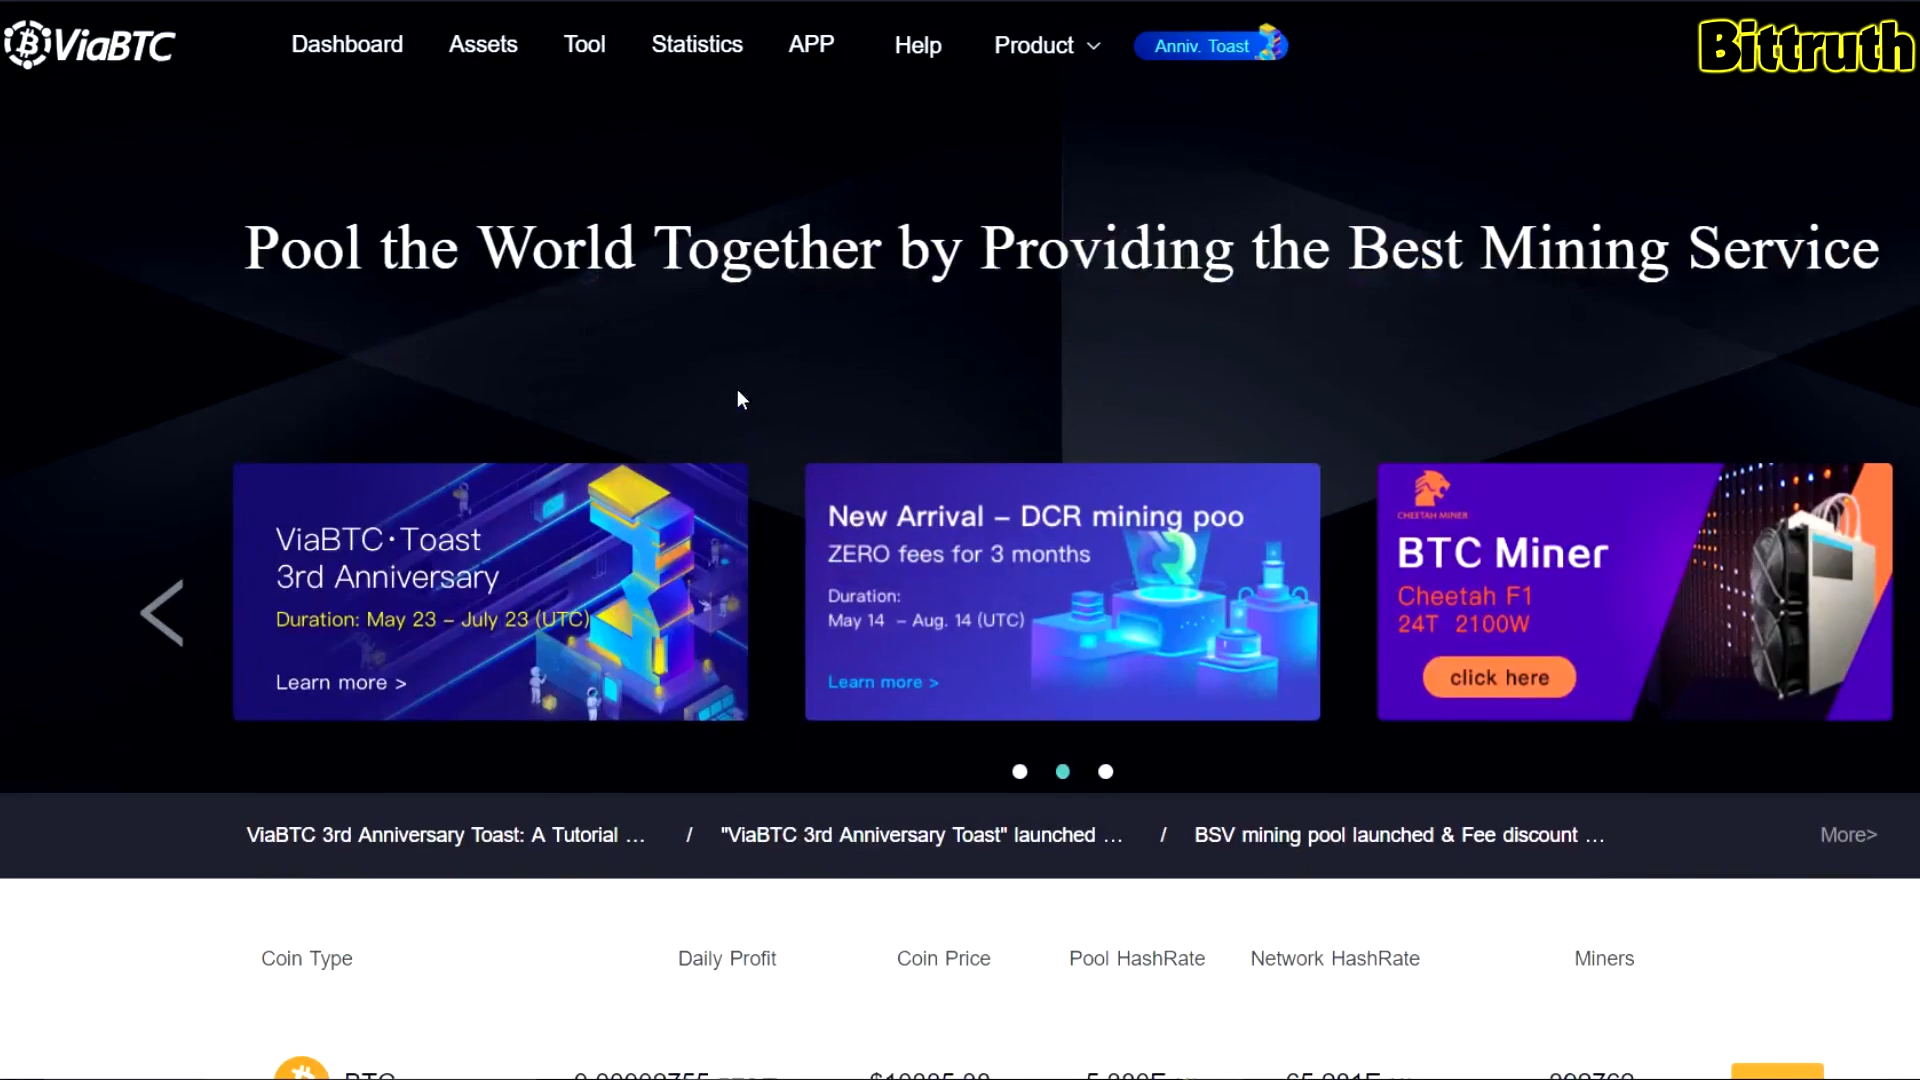 ViaBTC
Dashboard Assets Tool Statistics APP Help Product Anniv. Toast
Bittruth
Pool the World Together by Providing the Best Mining Service
ViaBTC·Toast
3rd Anniversary
Duration: May 23 – July 23 (UTC)
Learn more >
New Arrival – DCR mining poo
ZERO fees for 3 months
Duration:
May 14 – Aug. 14 (UTC)
Learn more >
CHEETAH MINER
BTC Miner
Cheetah F1
24T 2100W
click here
ViaBTC 3rd Anniversary Toast: A Tutorial ... / "ViaBTC 3rd Anniversary Toast" launched ... / BSV mining pool launched & Fee discount ... More>
Coin Type Daily Profit Coin Price Pool HashRate Network HashRate Miners
BTC